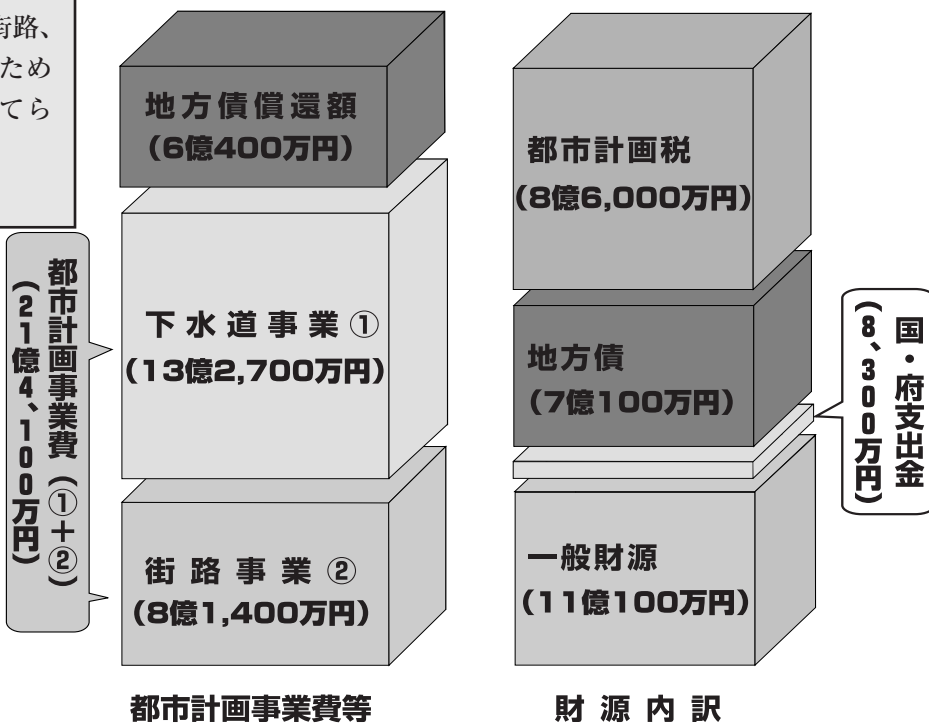 街路、
ため
てら
地方債償還額
(6億400万円)
下水道事業①
(13億2,700万円)
街路事業②
(8億1,400万円)
都市計画事業費(①+②)
(21億4、100万円)
都市計画事業費等
都市計画税
(8億6,000万円)
地方債
(7億100万円)
国・府支出金
(8、300万円)
一般財源
(11億100万円)
財源内訳